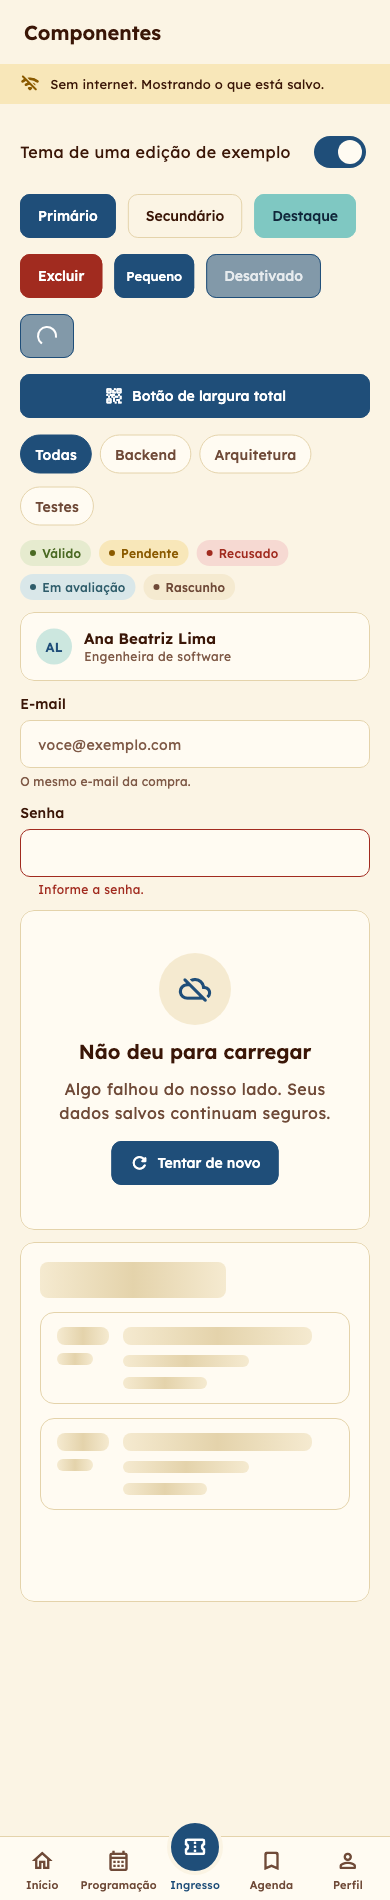 Componentes
Sem internet. Mostrando o que está salvo.
Tema de uma edição de exemplo
Primário Secundário Destaque
Excluir Pequeno Desativado
Botão de largura total
Todas Backend Arquitetura
Testes
Válido Pendente Recusado
Em avaliação Rascunho
AL Ana Beatriz Lima
Engenheira de software
E-mail
voce@exemplo.com
O mesmo e-mail da compra.
Senha
Informe a senha.
Não deu para carregar
Algo falhou do nosso lado. Seus
dados salvos continuam seguros.
Tentar de novo
Início Programação Ingresso Agenda Perfil